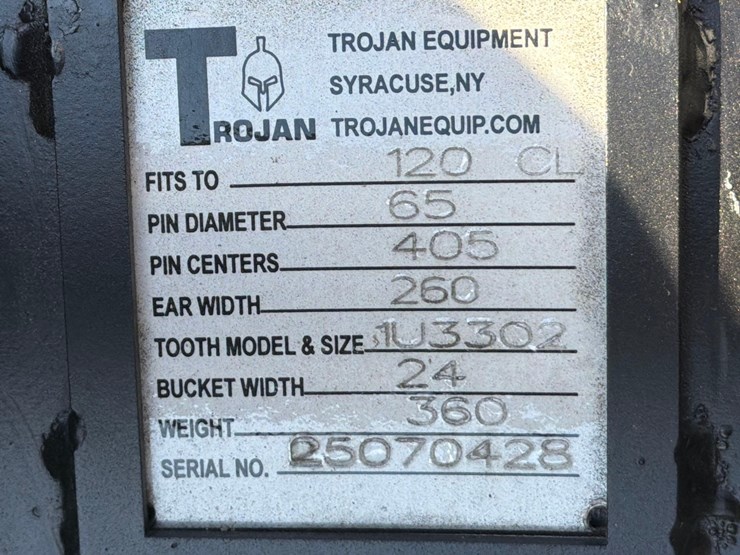 TROJAN
TROJAN EQUIPMENT
SYRACUSE,NY
TROJANEQUIP.COM
FITS TO 120 CL
PIN DIAMETER 65
PIN CENTERS 405
EAR WIDTH 260
TOOTH MODEL & SIZE 1U3302
BUCKET WIDTH 24
WEIGHT 360
SERIAL NO. 25070428